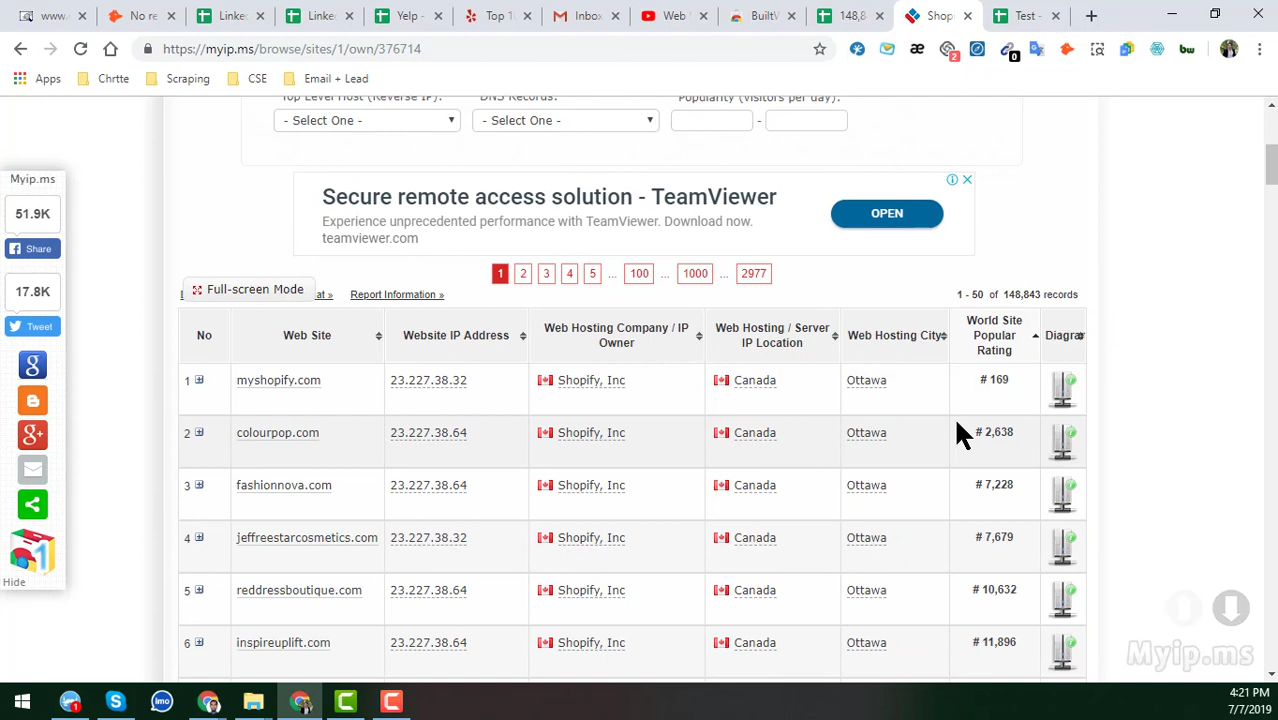 www.
No re
Linke
Linke
Yelp -
Top 1
Inbox
Web
BuiltW
148,8
Shop
Test -
https://myip.ms/browse/sites/1/own/376714
2
0
Apps
Chrtte
Scraping
CSE
Email + Lead
Top Level Host (Reverse IP):
DNS Records:
Popularity (visitors per day):
- Select One -
- Select One -
-
Secure remote access solution - TeamViewer
Experience unprecedented performance with TeamViewer. Download now.
teamviewer.com
OPEN
Myip.ms
51.9K
Share
17.8K
Tweet
Hide
1 2 3 4 5 ... 100 ... 1000 ... 2977
Full-screen Mode
at »
Report Information »
1 - 50 of 148,843 records
No
Web Site
Website IP Address
Web Hosting Company / IP
Owner
Web Hosting / Server
IP Location
Web Hosting City
World Site
Popular
Rating
Diagram
1 myshopify.com 23.227.38.32 Shopify, Inc Canada Ottawa # 169
2 colourpop.com 23.227.38.64 Shopify, Inc Canada Ottawa # 2,638
3 fashionnova.com 23.227.38.64 Shopify, Inc Canada Ottawa # 7,228
4 jeffreestarcosmetics.com 23.227.38.32 Shopify, Inc Canada Ottawa # 7,679
5 reddressboutique.com 23.227.38.64 Shopify, Inc Canada Ottawa # 10,632
6 inspireuplift.com 23.227.38.64 Shopify, Inc Canada Ottawa # 11,896
Myip.ms
4:21 PM
7/7/2019